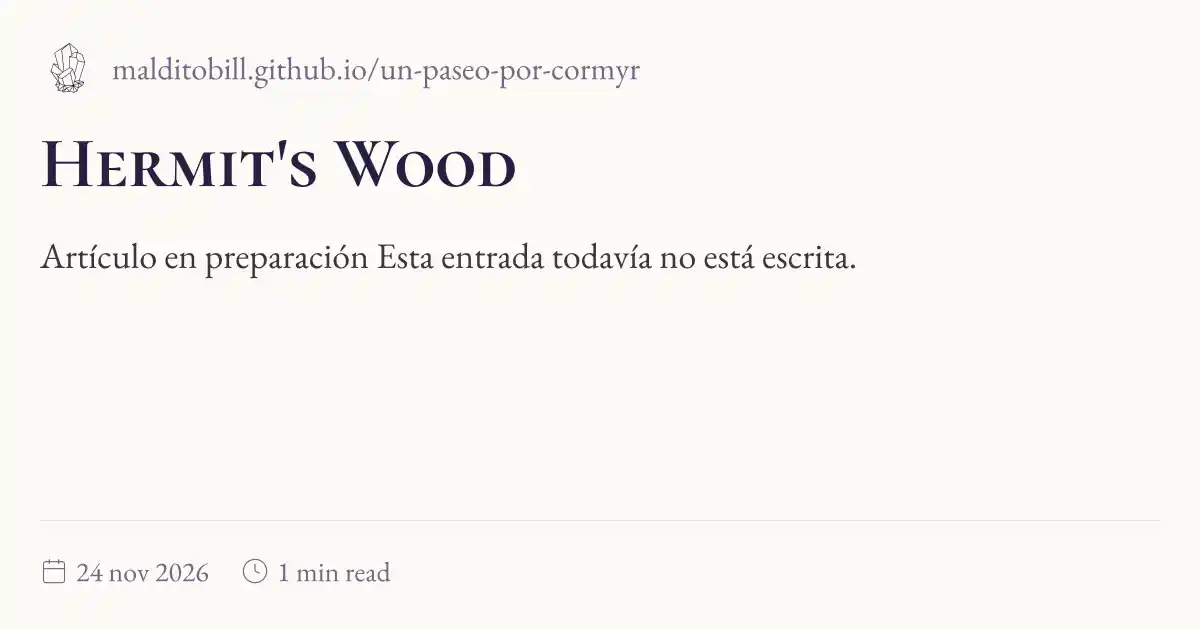 malditobill.github.io/un-paseo-por-cormyr
Hermit's Wood
Artículo en preparación Esta entrada todavía no está escrita.
24 nov 2026
1 min read